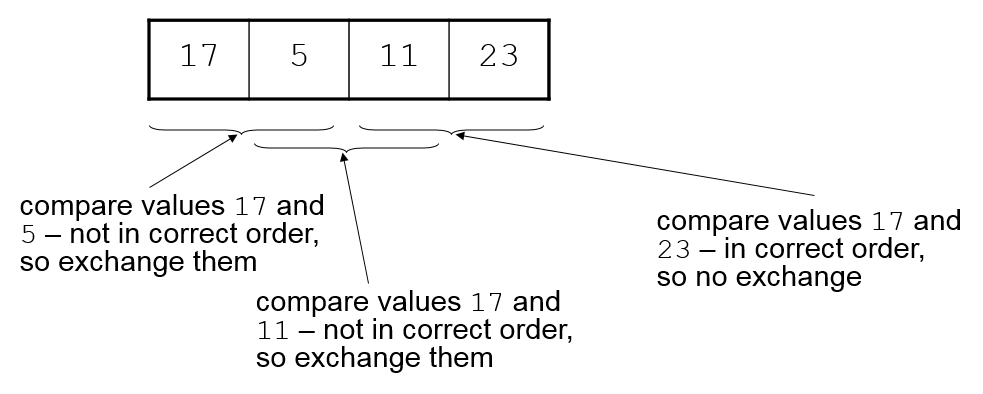 17 5 11 23
compare values 17 and
5 – not in correct order,
so exchange them
compare values 17 and
11 – not in correct order,
so exchange them
compare values 17 and
23 – in correct order,
so no exchange